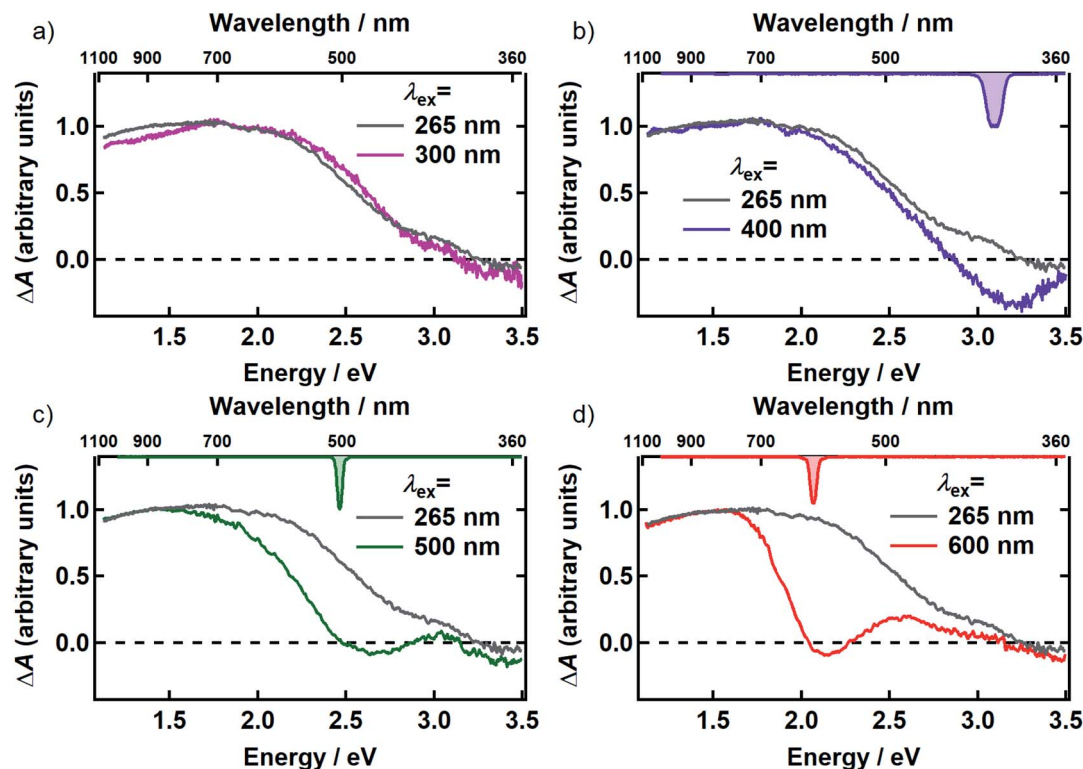 a)
Wavelength / nm
1100 900 700 500 360
ΔA (arbitrary units)
1.0
0.5
0.0
λex=
265 nm
300 nm
1.5 2.0 2.5 3.0 3.5
Energy / eV
b)
Wavelength / nm
1100 900 700 500 360
ΔA (arbitrary units)
1.0
0.5
0.0
λex=
265 nm
400 nm
1.5 2.0 2.5 3.0 3.5
Energy / eV
c)
Wavelength / nm
1100 900 700 500 360
ΔA (arbitrary units)
1.0
0.5
0.0
λex=
265 nm
500 nm
1.5 2.0 2.5 3.0 3.5
Energy / eV
d)
Wavelength / nm
1100 900 700 500 360
ΔA (arbitrary units)
1.0
0.5
0.0
λex=
265 nm
600 nm
1.5 2.0 2.5 3.0 3.5
Energy / eV